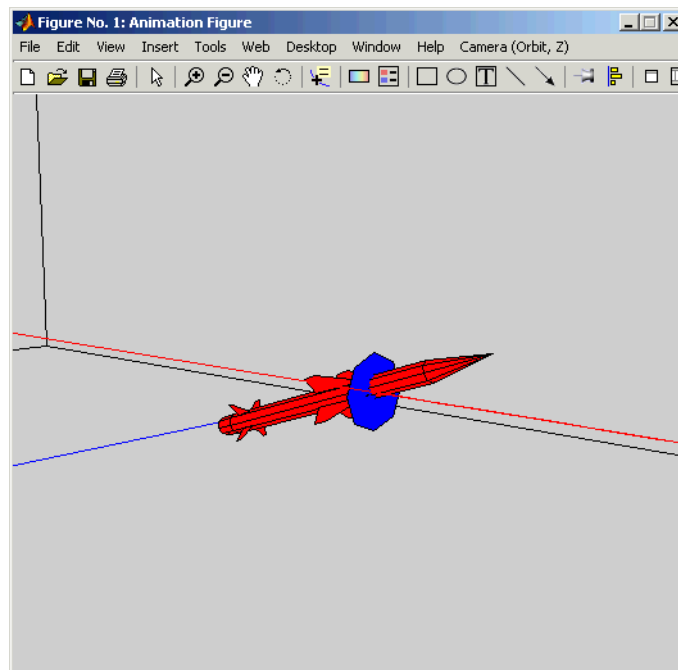 Figure No. 1: Animation Figure
File Edit View Insert Tools Web Desktop Window Help Camera (Orbit, Z)
T